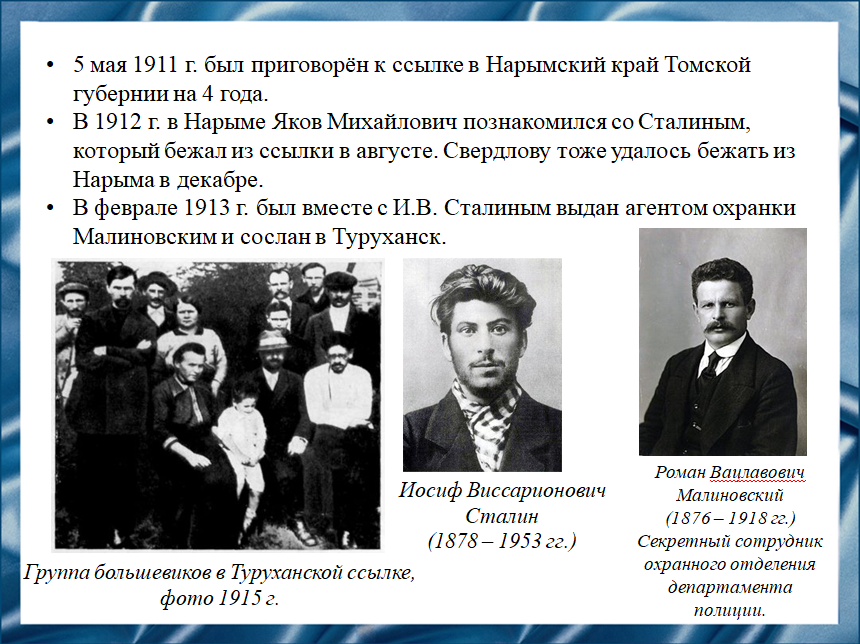 • 5 мая 1911 г. был приговорён к ссылке в Нарымский край Томской
губернии на 4 года.
• В 1912 г. в Нарыме Яков Михайлович познакомился со Сталиным,
который бежал из ссылки в августе. Свердлову тоже удалось бежать из
Нарыма в декабре.
• В феврале 1913 г. был вместе с И.В. Сталиным выдан агентом охранки
Малиновским и сослан в Туруханск.
Группа большевиков в Туруханской ссылке,
фото 1915 г.
Иосиф Виссарионович
Сталин
(1878 – 1953 гг.)
Роман Вацлавович
Малиновский
(1876 – 1918 гг.)
Секретный сотрудник
охранного отделения
департамента
полиции.